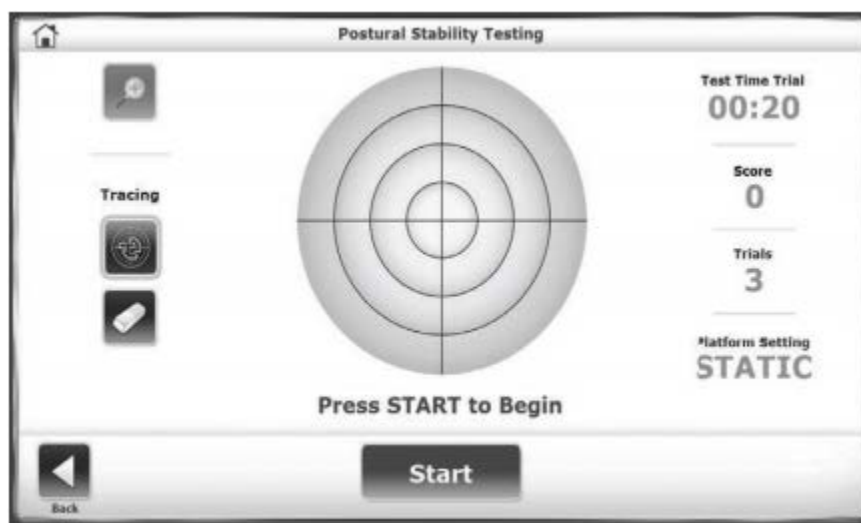 Postural Stability Testing
Tracing
Test Time Trial
00:20
Score
0
Trials
3
Platform Setting
STATIC
Press START to Begin
Start
Back